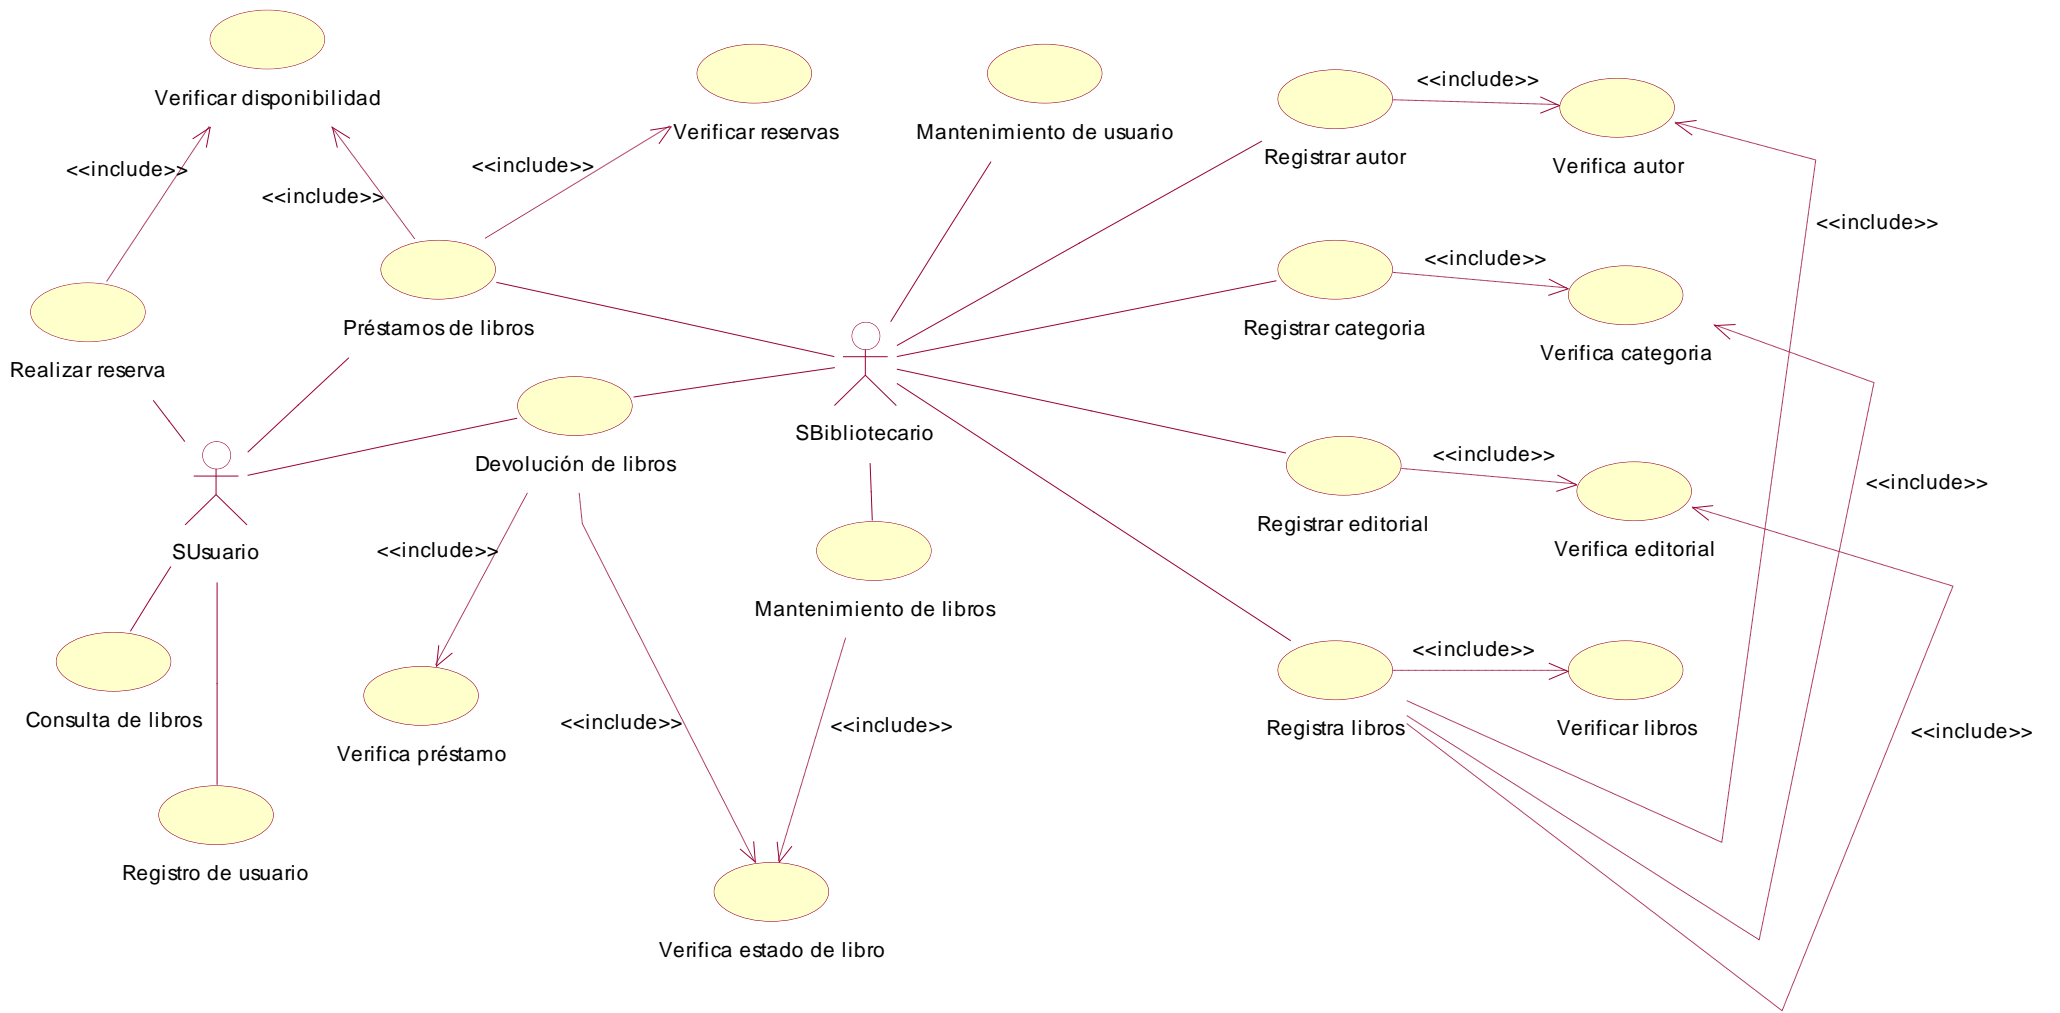 Verificar disponibilidad
Verificar reservas
Mantenimiento de usuario
<<include>>
Registrar autor
Verifica autor
<<include>>
<<include>>
<<include>>
<<include>>
<<include>>
Registrar categoria
Verifica categoria
Préstamos de libros
Realizar reserva
SBibliotecario
Devolución de libros
<<include>>
<<include>>
Registrar editorial
Verifica editorial
SUsuario
<<include>>
Mantenimiento de libros
<<include>>
Consulta de libros
Verifica préstamo
<<include>>
<<include>>
Registra libros
Verificar libros
<<include>>
Registro de usuario
Verifica estado de libro